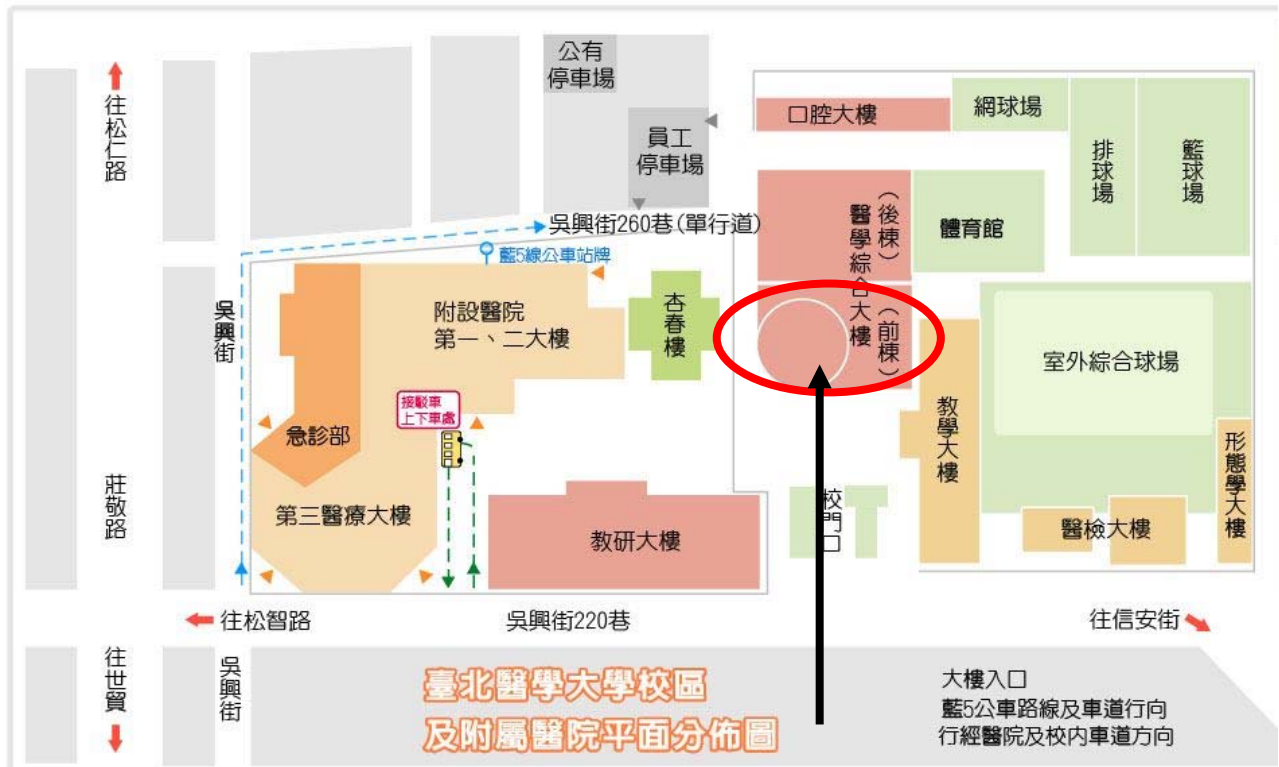 公有
停車場
口腔大樓
網球場
往松仁路
員工
停車場
排球場
籃球場
吳興街260巷(單行道)
醫學綜合大樓
(後棟)
體育館
藍5線公車站牌
吳興街
附設醫院
第一、二大樓
杏春樓
(前棟)
室外綜合球場
接駁車
上下車處
急診部
教學大樓
形態學大樓
莊敬路
第三醫療大樓
教研大樓
校門口
醫檢大樓
往松智路
吳興街220巷
往信安街
往世貿
吳興街
臺北醫學大學校區
及附屬醫院平面分佈圖
大樓入口
藍5公車路線及車道行向
行經醫院及校內車道方向